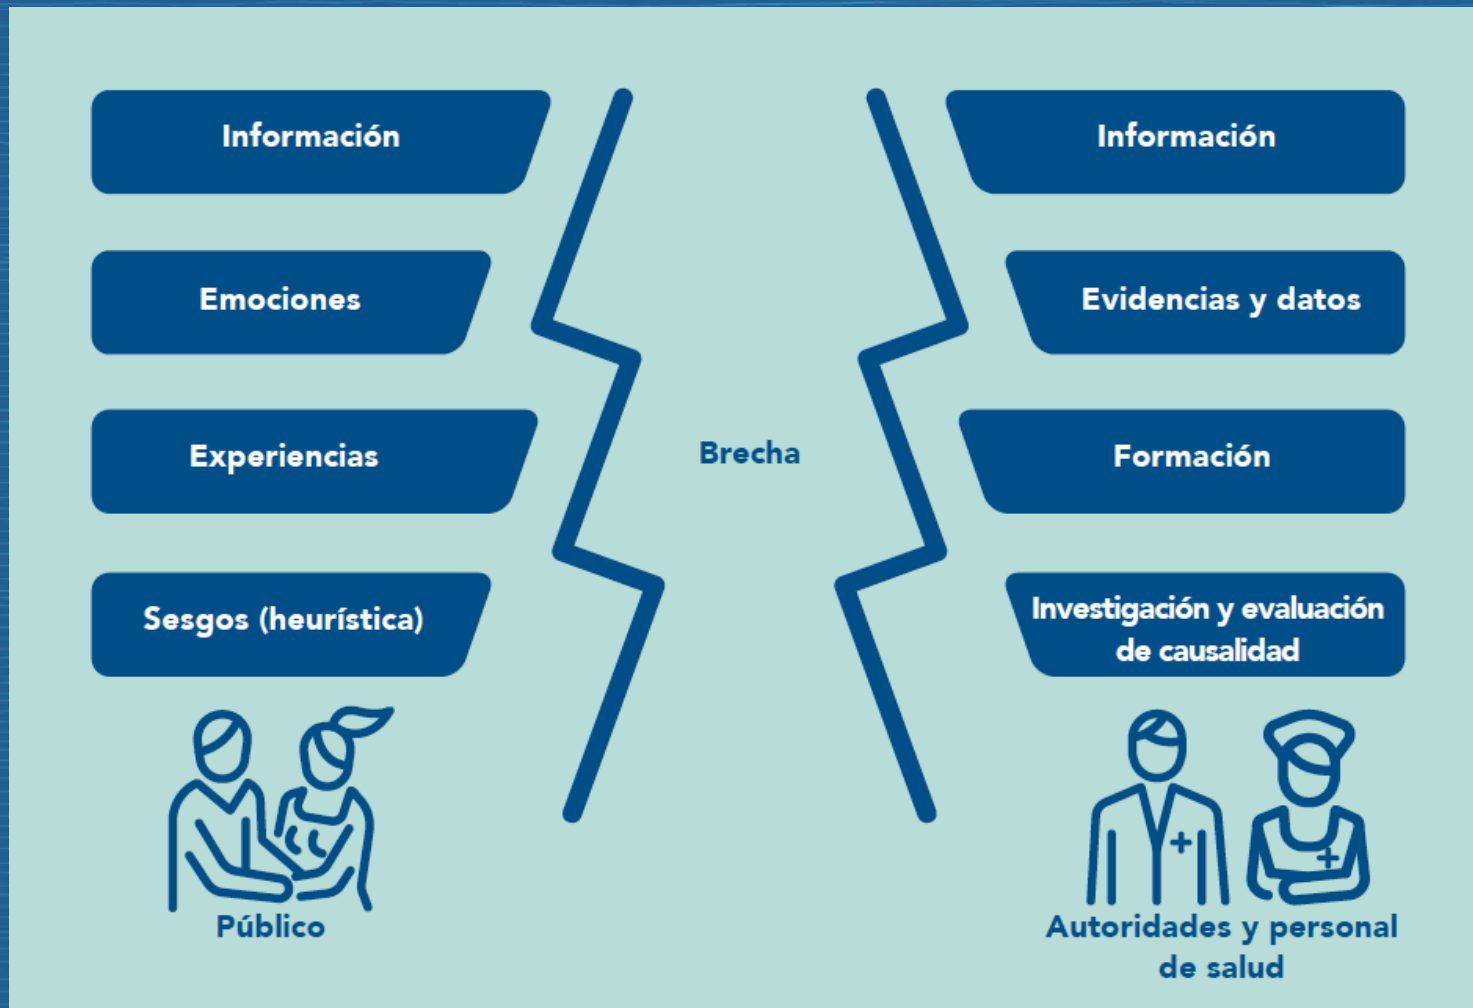 Información
Emociones
Experiencias
Sesgos (heurística)
Público
Brecha
Información
Evidencias y datos
Formación
Investigación y evaluación
de causalidad
Autoridades y personal
de salud